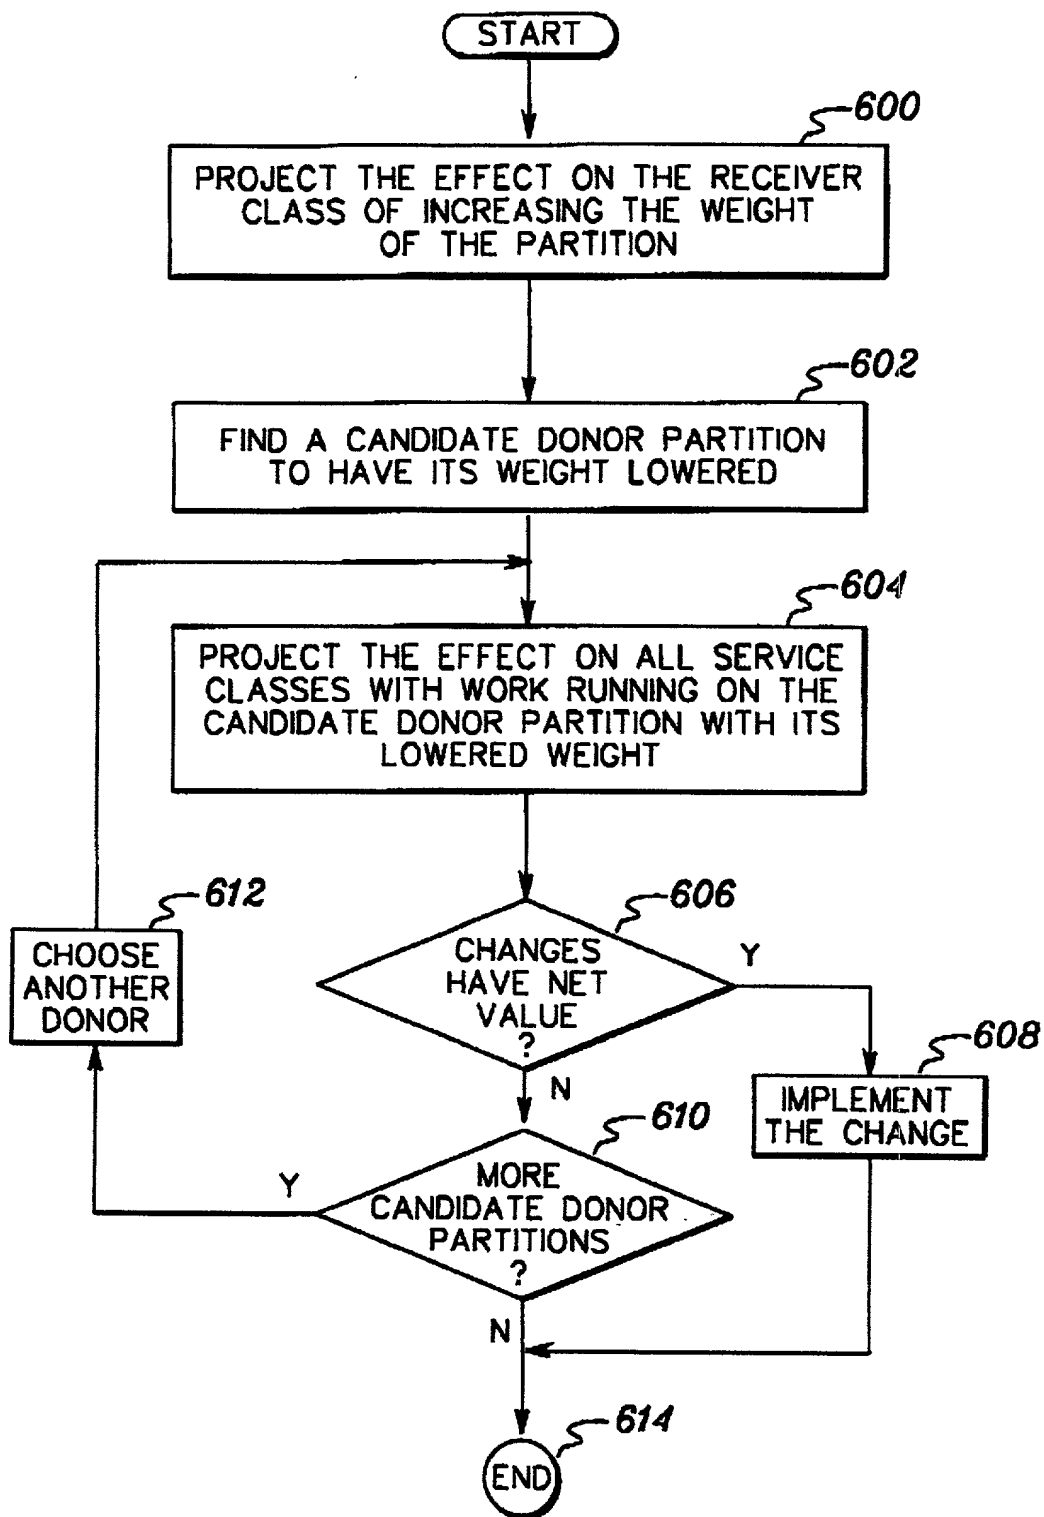 START
600
PROJECT THE EFFECT ON THE RECEIVER
CLASS OF INCREASING THE WEIGHT
OF THE PARTITION
602
FIND A CANDIDATE DONOR PARTITION
TO HAVE ITS WEIGHT LOWERED
604
PROJECT THE EFFECT ON ALL SERVICE
CLASSES WITH WORK RUNNING ON THE
CANDIDATE DONOR PARTITION WITH ITS
LOWERED WEIGHT
612
CHOOSE
ANOTHER
DONOR
606
CHANGES
HAVE NET
VALUE
?
Y
N
608
IMPLEMENT
THE CHANGE
610
MORE
CANDIDATE DONOR
PARTITIONS
?
Y
N
614
END